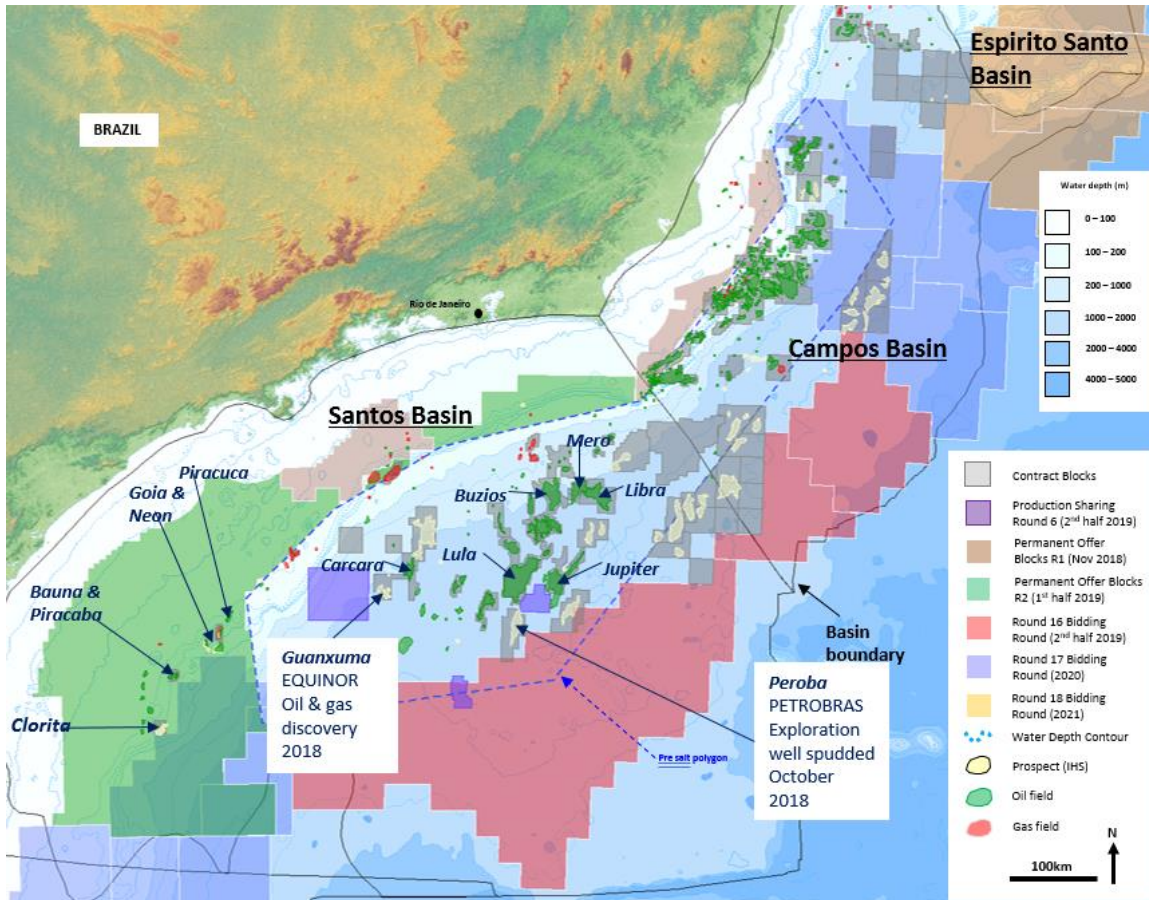 Espirito Santo
Basin
BRAZIL
Water depth (m)
0 – 100
100 – 200
200 – 1000
1000 – 2000
2000 – 4000
4000 – 5000
Rio de Janeiro
Campos Basin
Santos Basin
Mero
Piracuca
Goia &
Neon
Buzios
Libra
Lula
Carcara
Jupiter
Bauna &
Piracaba
Clorita
Guanxuma
EQUINOR
Oil & gas
discovery
2018
Basin
boundary
Peroba
PETROBRAS
Exploration
well spudded
October
2018
Pre salt polygon
Contract Blocks
Production Sharing
Round 6 (2nd half 2019)
Permanent Offer
Blocks R1 (Nov 2018)
Permanent Offer Blocks
R2 (1st half 2019)
Round 16 Bidding
Round (2nd half 2019)
Round 17 Bidding
Round (2020)
Round 18 Bidding
Round (2021)
Water Depth Contour
Prospect (IHS)
Oil field
Gas field
N
100km